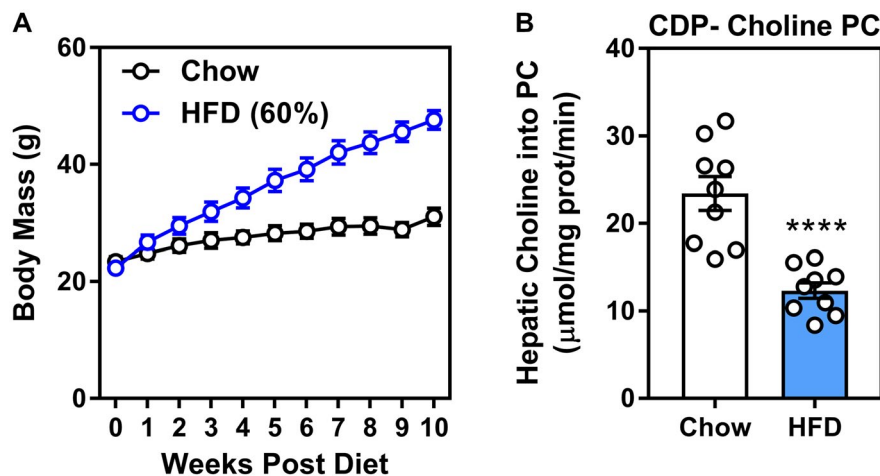 A
60
40
20
0
Body Mass (g)
Chow
HFD (60%)
0 1 2 3 4 5 6 7 8 9 10
Weeks Post Diet
B
CDP- Choline PC
40
30
20
10
0
Hepatic Choline into PC
(μmol/mg prot/min)
****
Chow HFD